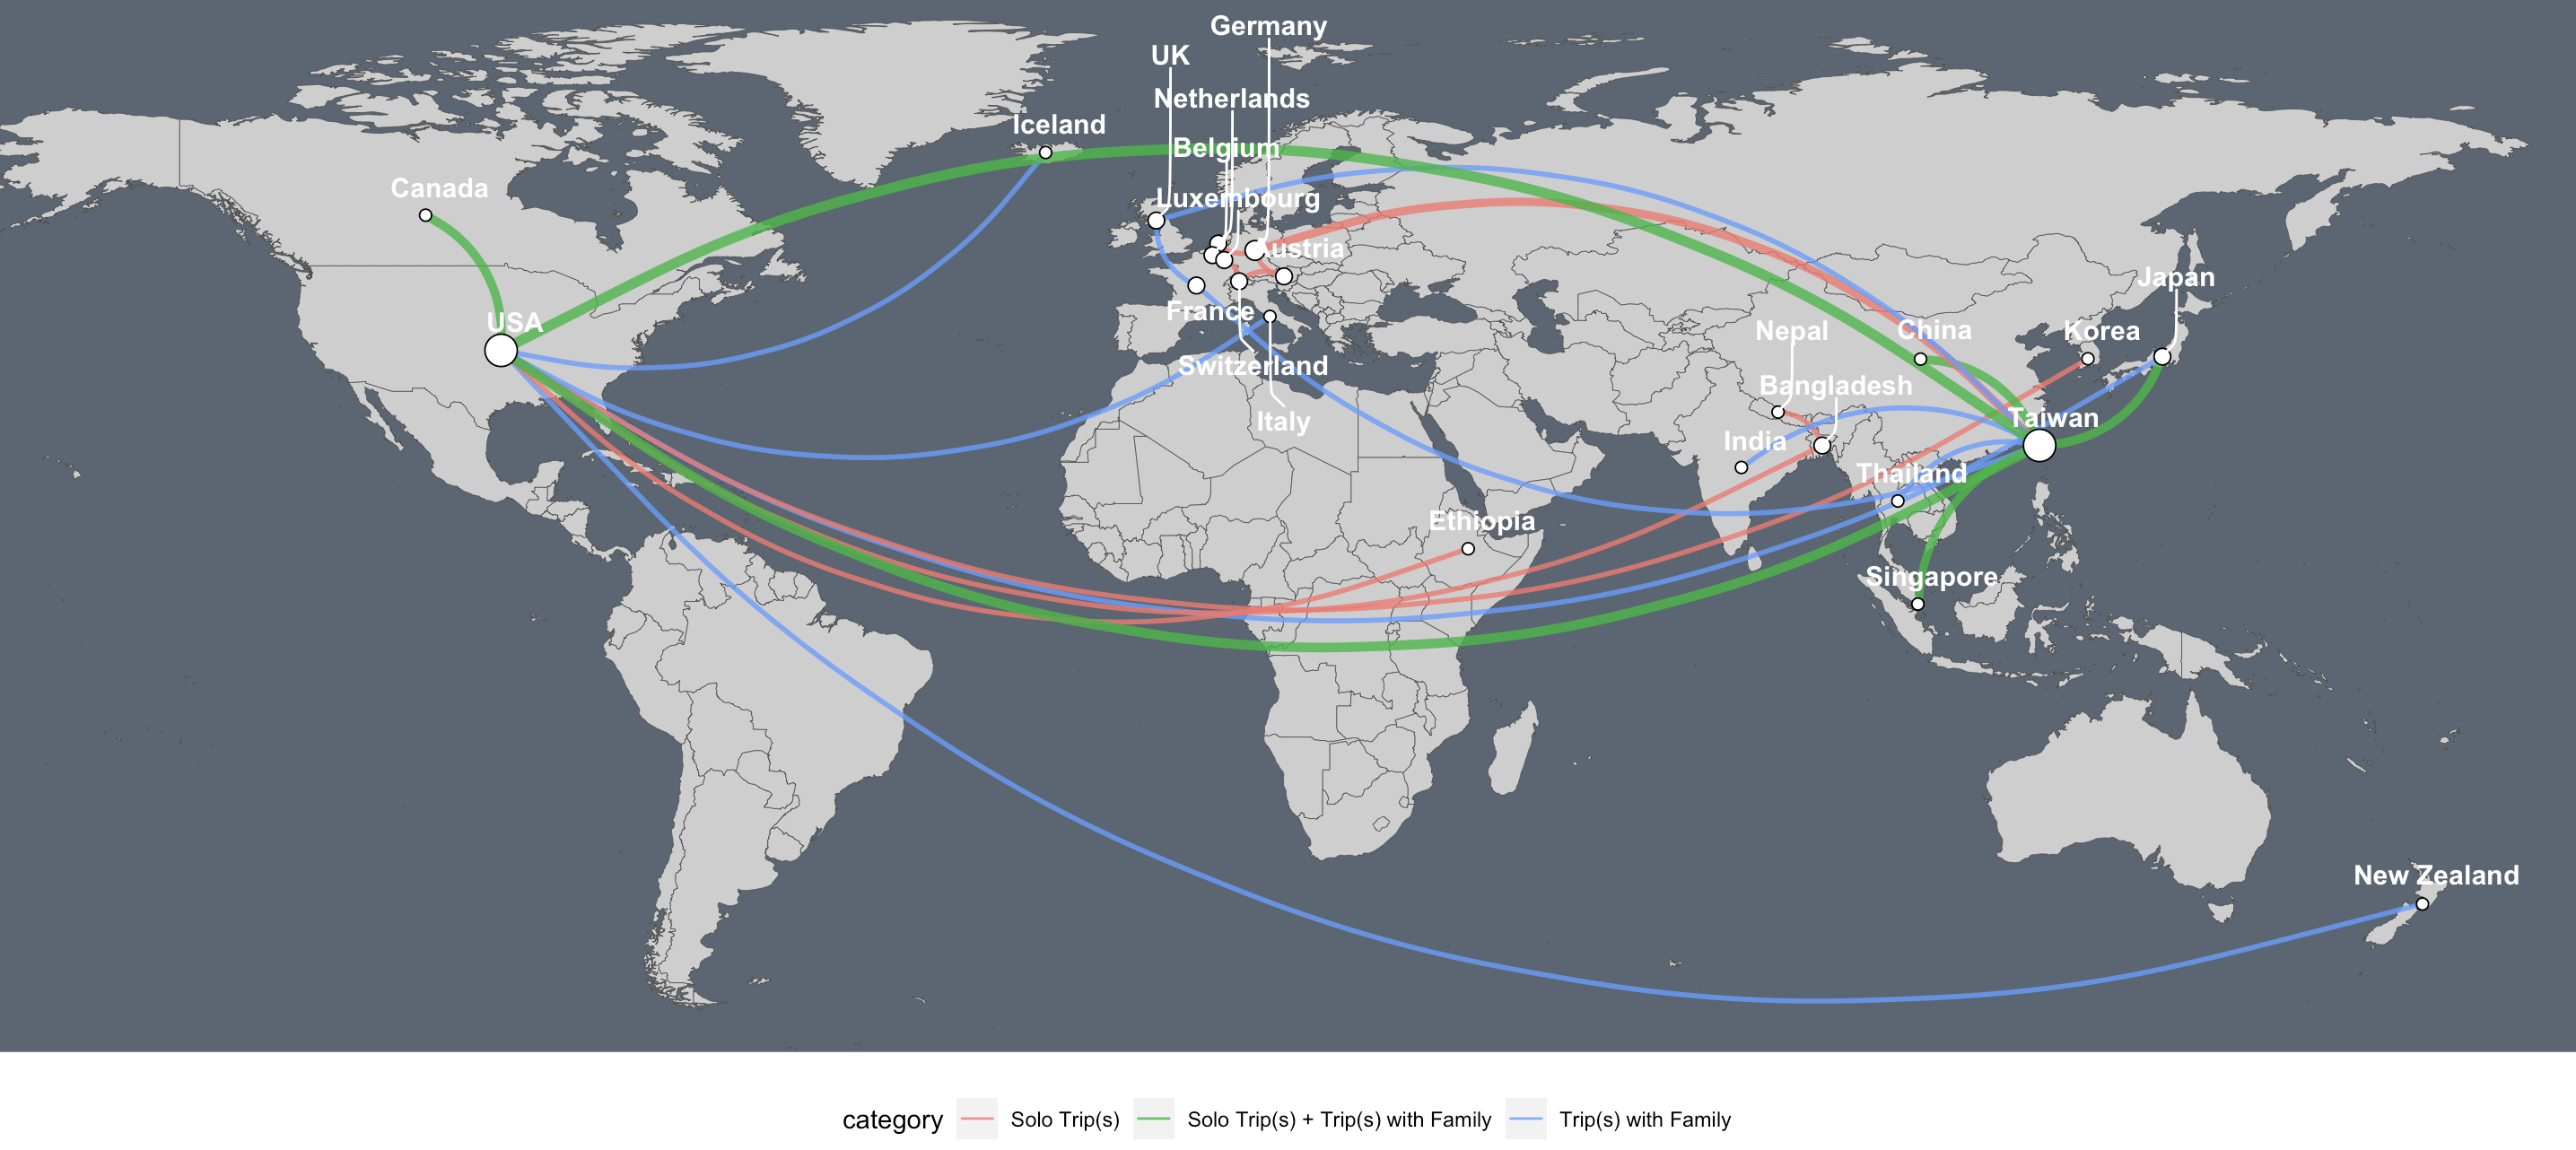 Germany
UK
Netherlands
Iceland
Belgium
Canada
Luxembourg
Austria
Japan
France
USA
Nepal
China
Korea
Switzerland
Bangladesh
Italy
Taiwan
India
Thailand
Ethiopia
Singapore
New Zealand
category Solo Trip(s) Solo Trip(s) + Trip(s) with Family Trip(s) with Family